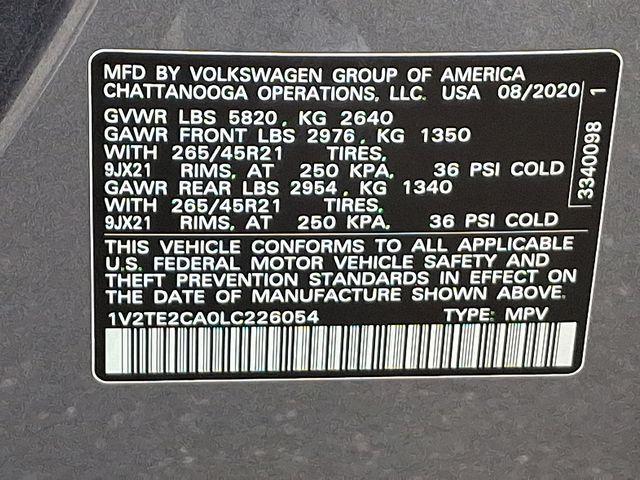 MFD BY VOLKSWAGEN GROUP OF AMERICA
CHATTANOOGA OPERATIONS, LLC. USA 08/2020
GVWR LBS 5820, KG 2640
GAWR FRONT LBS 2976, KG 1350
WITH 265/45R21 TIRES,
9JX21 RIMS, AT 250 KPA, 36 PSI COLD
GAWR REAR LBS 2954, KG 1340
WITH 265/45R21 TIRES,
9JX21 RIMS, AT 250 KPA, 36 PSI COLD
THIS VEHICLE CONFORMS TO ALL APPLICABLE
U.S. FEDERAL MOTOR VEHICLE SAFETY AND
THEFT PREVENTION STANDARDS IN EFFECT ON
THE DATE OF MANUFACTURE SHOWN ABOVE.
1V2TE2CA0LC226054 TYPE: MPV
3340098 1